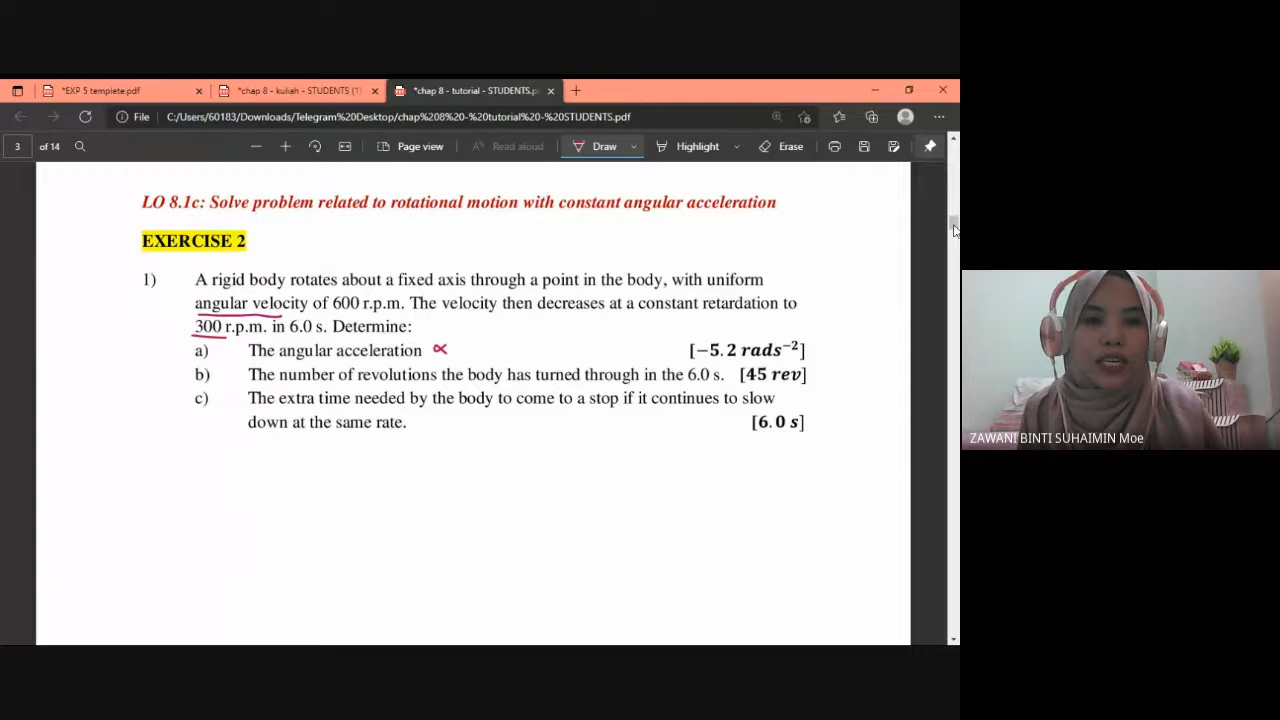 *EXP 5 templete.pdf
*chap 8 - kuliah - STUDENTS (1)
*chap 8 - tutorial - STUDENTS.p
File C:/Users/60183/Downloads/Telegram%20Desktop/chap%208%20-%20tutorial%20-%20STUDENTS.pdf
3 of 14 Page view Read aloud Draw Highlight Erase
LO 8.1c: Solve problem related to rotational motion with constant angular acceleration
EXERCISE 2
1) A rigid body rotates about a fixed axis through a point in the body, with uniform
angular velocity of 600 r.p.m. The velocity then decreases at a constant retardation to
300 r.p.m. in 6.0 s. Determine:
a) The angular acceleration ∝ [−5.2 rads⁻²]
b) The number of revolutions the body has turned through in the 6.0 s. [45 rev]
c) The extra time needed by the body to come to a stop if it continues to slow
down at the same rate. [6.0 s]
ZAWANI BINTI SUHAIMIN Moe